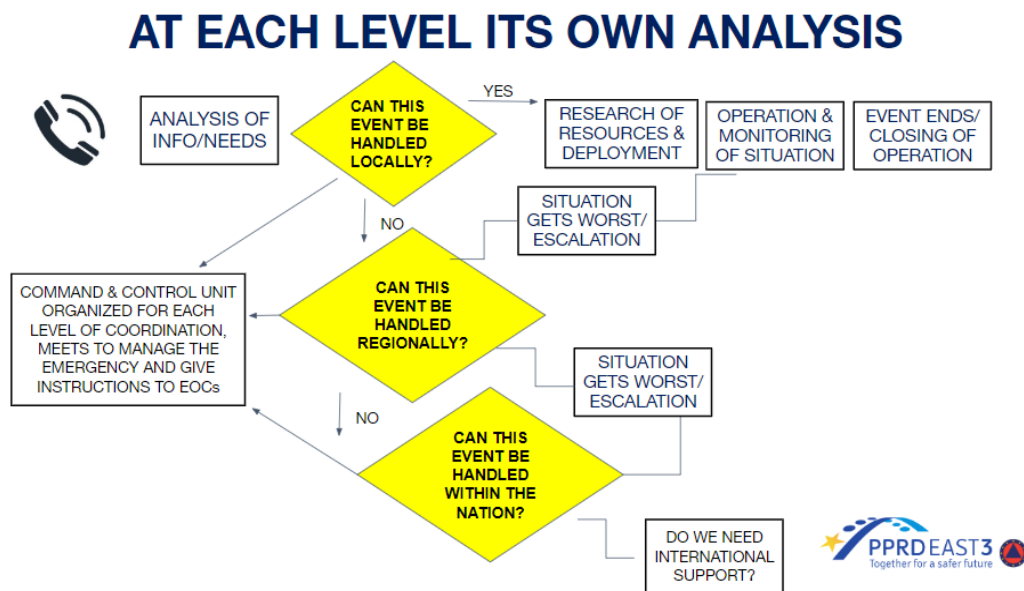 AT EACH LEVEL ITS OWN ANALYSIS
ANALYSIS OF
INFO/NEEDS
CAN THIS
EVENT BE
HANDLED
LOCALLY?
YES
RESEARCH OF
RESOURCES &
DEPLOYMENT
OPERATION &
MONITORING
OF SITUATION
EVENT ENDS/
CLOSING OF
OPERATION
SITUATION
GETS WORST/
ESCALATION
NO
CAN THIS
EVENT BE
HANDLED
REGIONALLY?
COMMAND & CONTROL UNIT
ORGANIZED FOR EACH
LEVEL OF COORDINATION,
MEETS TO MANAGE THE
EMERGENCY AND GIVE
INSTRUCTIONS TO EOCs
SITUATION
GETS WORST/
ESCALATION
NO
CAN THIS
EVENT BE
HANDLED
WITHIN THE
NATION?
DO WE NEED
INTERNATIONAL
SUPPORT?
PPRD EAST3
Together for a safer future